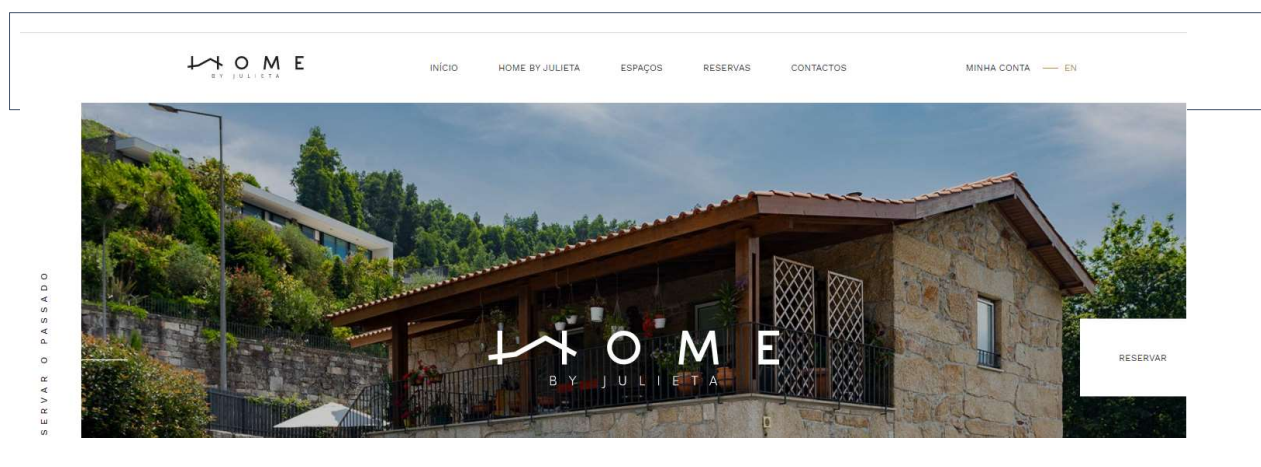 HOME
BY JULIETA
INÍCIO HOME BY JULIETA ESPAÇOS RESERVAS CONTACTOS MINHA CONTA EN
SERVAR O PASSADO
HOME
BY JULIETA
RESERVAR